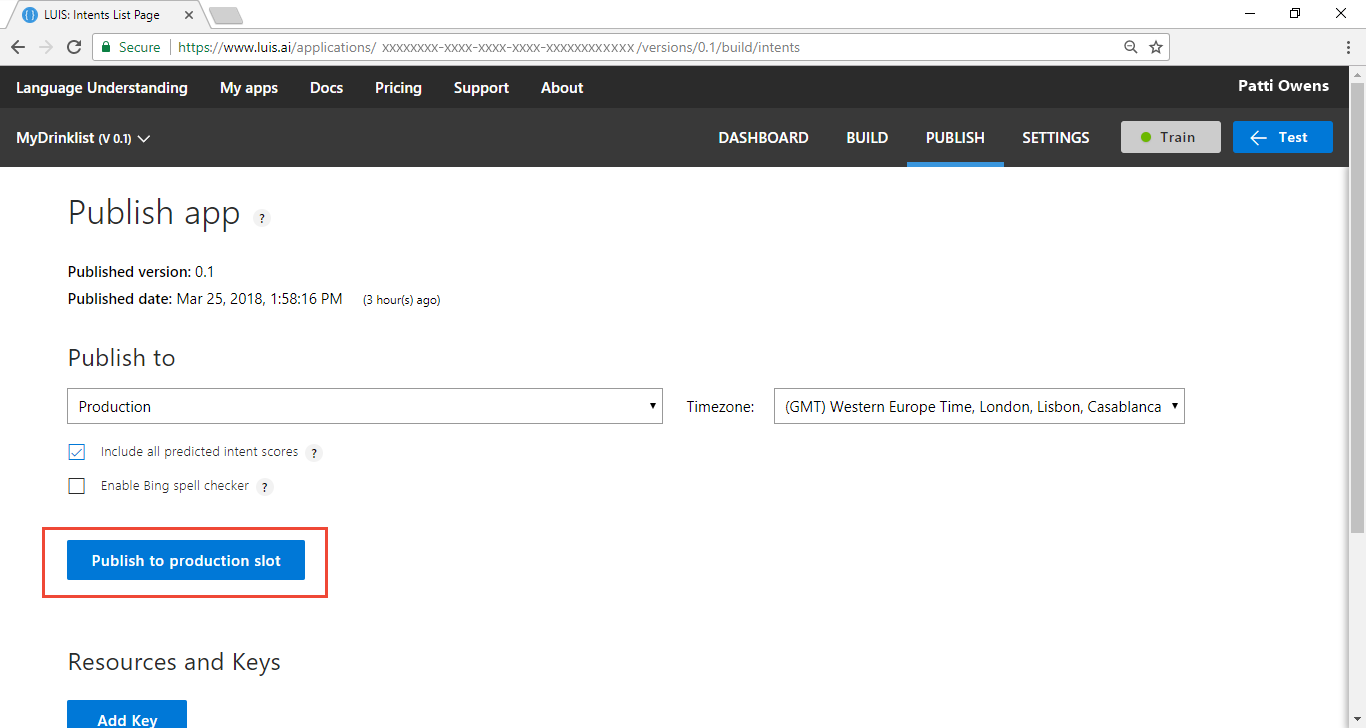 LUIS: Intents List Page
Secure https://www.luis.ai/applications/ xxxxxxxx-xxxx-xxxx-xxxx-xxxxxxxxxxxx/versions/0.1/build/intents
Language Understanding My apps Docs Pricing Support About Patti Owens
MyDrinklist (V 0.1) DASHBOARD BUILD PUBLISH SETTINGS Train Test
Publish app ?
Published version: 0.1
Published date: Mar 25, 2018, 1:58:16 PM (3 hour(s) ago)
Publish to
Production Timezone: (GMT) Western Europe Time, London, Lisbon, Casablanca
Include all predicted intent scores ?
Enable Bing spell checker ?
Publish to production slot
Resources and Keys
Add Key